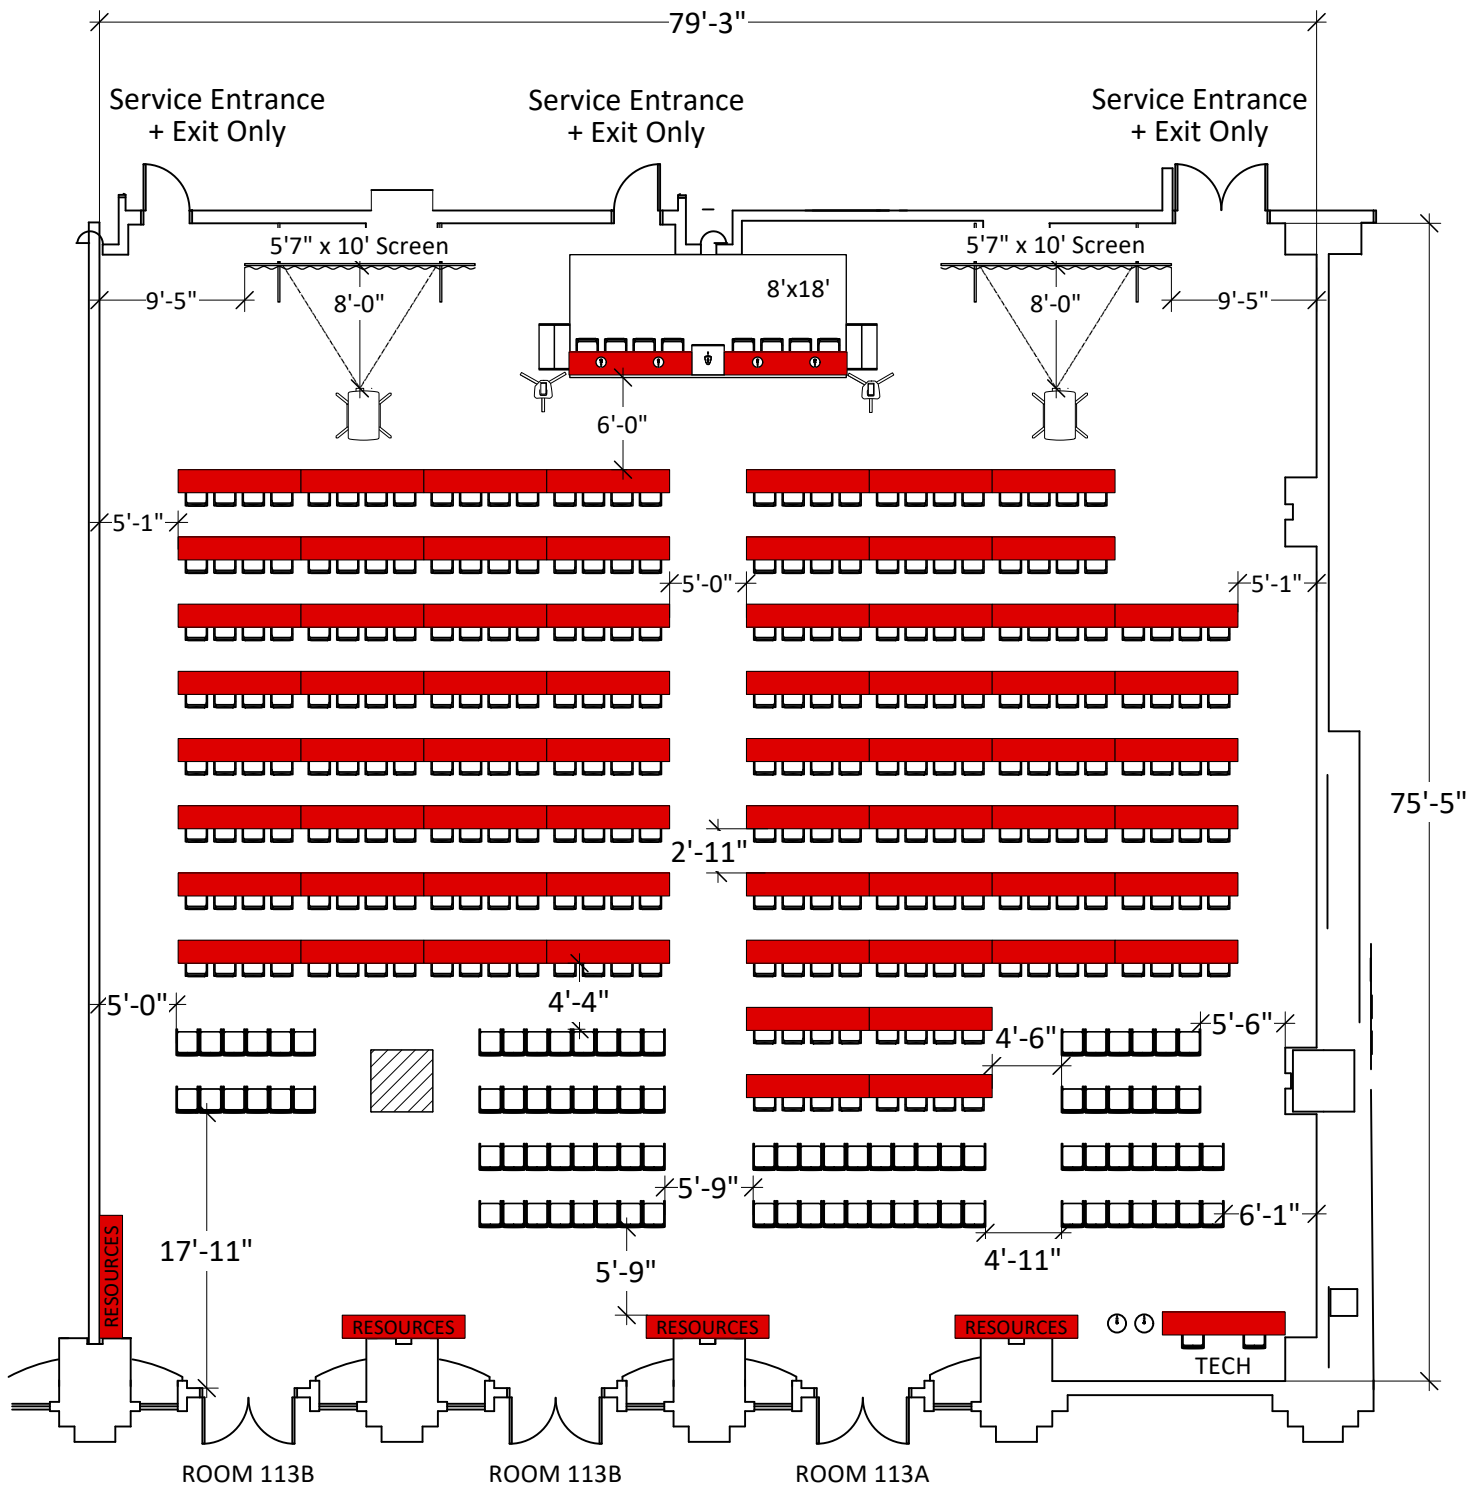 79'-3"
Service Entrance
+ Exit Only
Service Entrance
+ Exit Only
Service Entrance
+ Exit Only
5'7" x 10' Screen
5'7" x 10' Screen
8'x18'
9'-5"
8'-0"
8'-0"
9'-5"
6'-0"
5'-1"
5'-0"
5'-1"
75'-5"
2'-11"
5'-0"
4'-4"
4'-6"
5'-6"
5'-9"
6'-1"
17'-11"
4'-11"
5'-9"
RESOURCES
RESOURCES
RESOURCES
RESOURCES
TECH
ROOM 113B
ROOM 113B
ROOM 113A